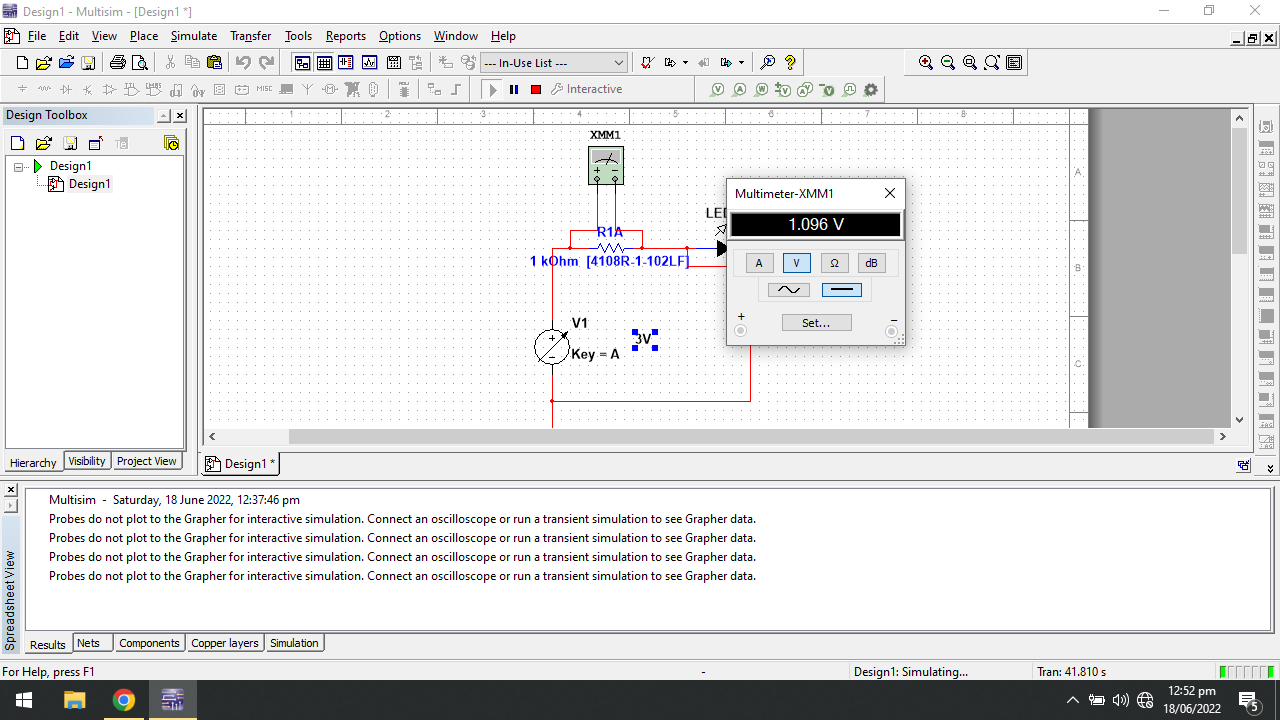 Design1 - Multisim - [Design1 *]
File Edit View Place Simulate Transfer Tools Reports Options Window Help
--- In-Use List ---
Interactive
Design Toolbox
Design1
Design1
Hierarchy Visibility Project View
1 2 3 4 5 6 7 8
A
B
C
XMM1
LED
R1A
1 kOhm [4108R-1-102LF]
V1
3V
Key = A
Multimeter-XMM1
1.096 V
A V Ω dB
Set...
+ –
Design1 *
Multisim - Saturday, 18 June 2022, 12:37:46 pm
Probes do not plot to the Grapher for interactive simulation. Connect an oscilloscope or run a transient simulation to see Grapher data.
Probes do not plot to the Grapher for interactive simulation. Connect an oscilloscope or run a transient simulation to see Grapher data.
Probes do not plot to the Grapher for interactive simulation. Connect an oscilloscope or run a transient simulation to see Grapher data.
Probes do not plot to the Grapher for interactive simulation. Connect an oscilloscope or run a transient simulation to see Grapher data.
Spreadsheet View
Results Nets Components Copper layers Simulation
For Help, press F1
-
Design1: Simulating...
Tran: 41.810 s
12:52 pm
18/06/2022
5